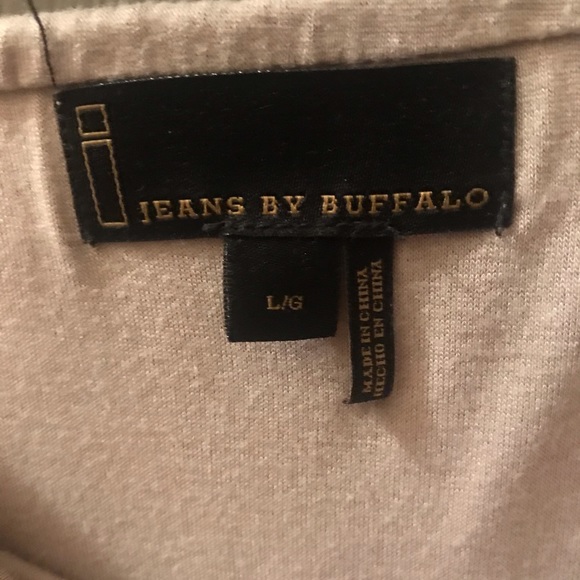 i JEANS BY BUFFALO
L/G
MADE IN CHINA
HECHO EN CHINA